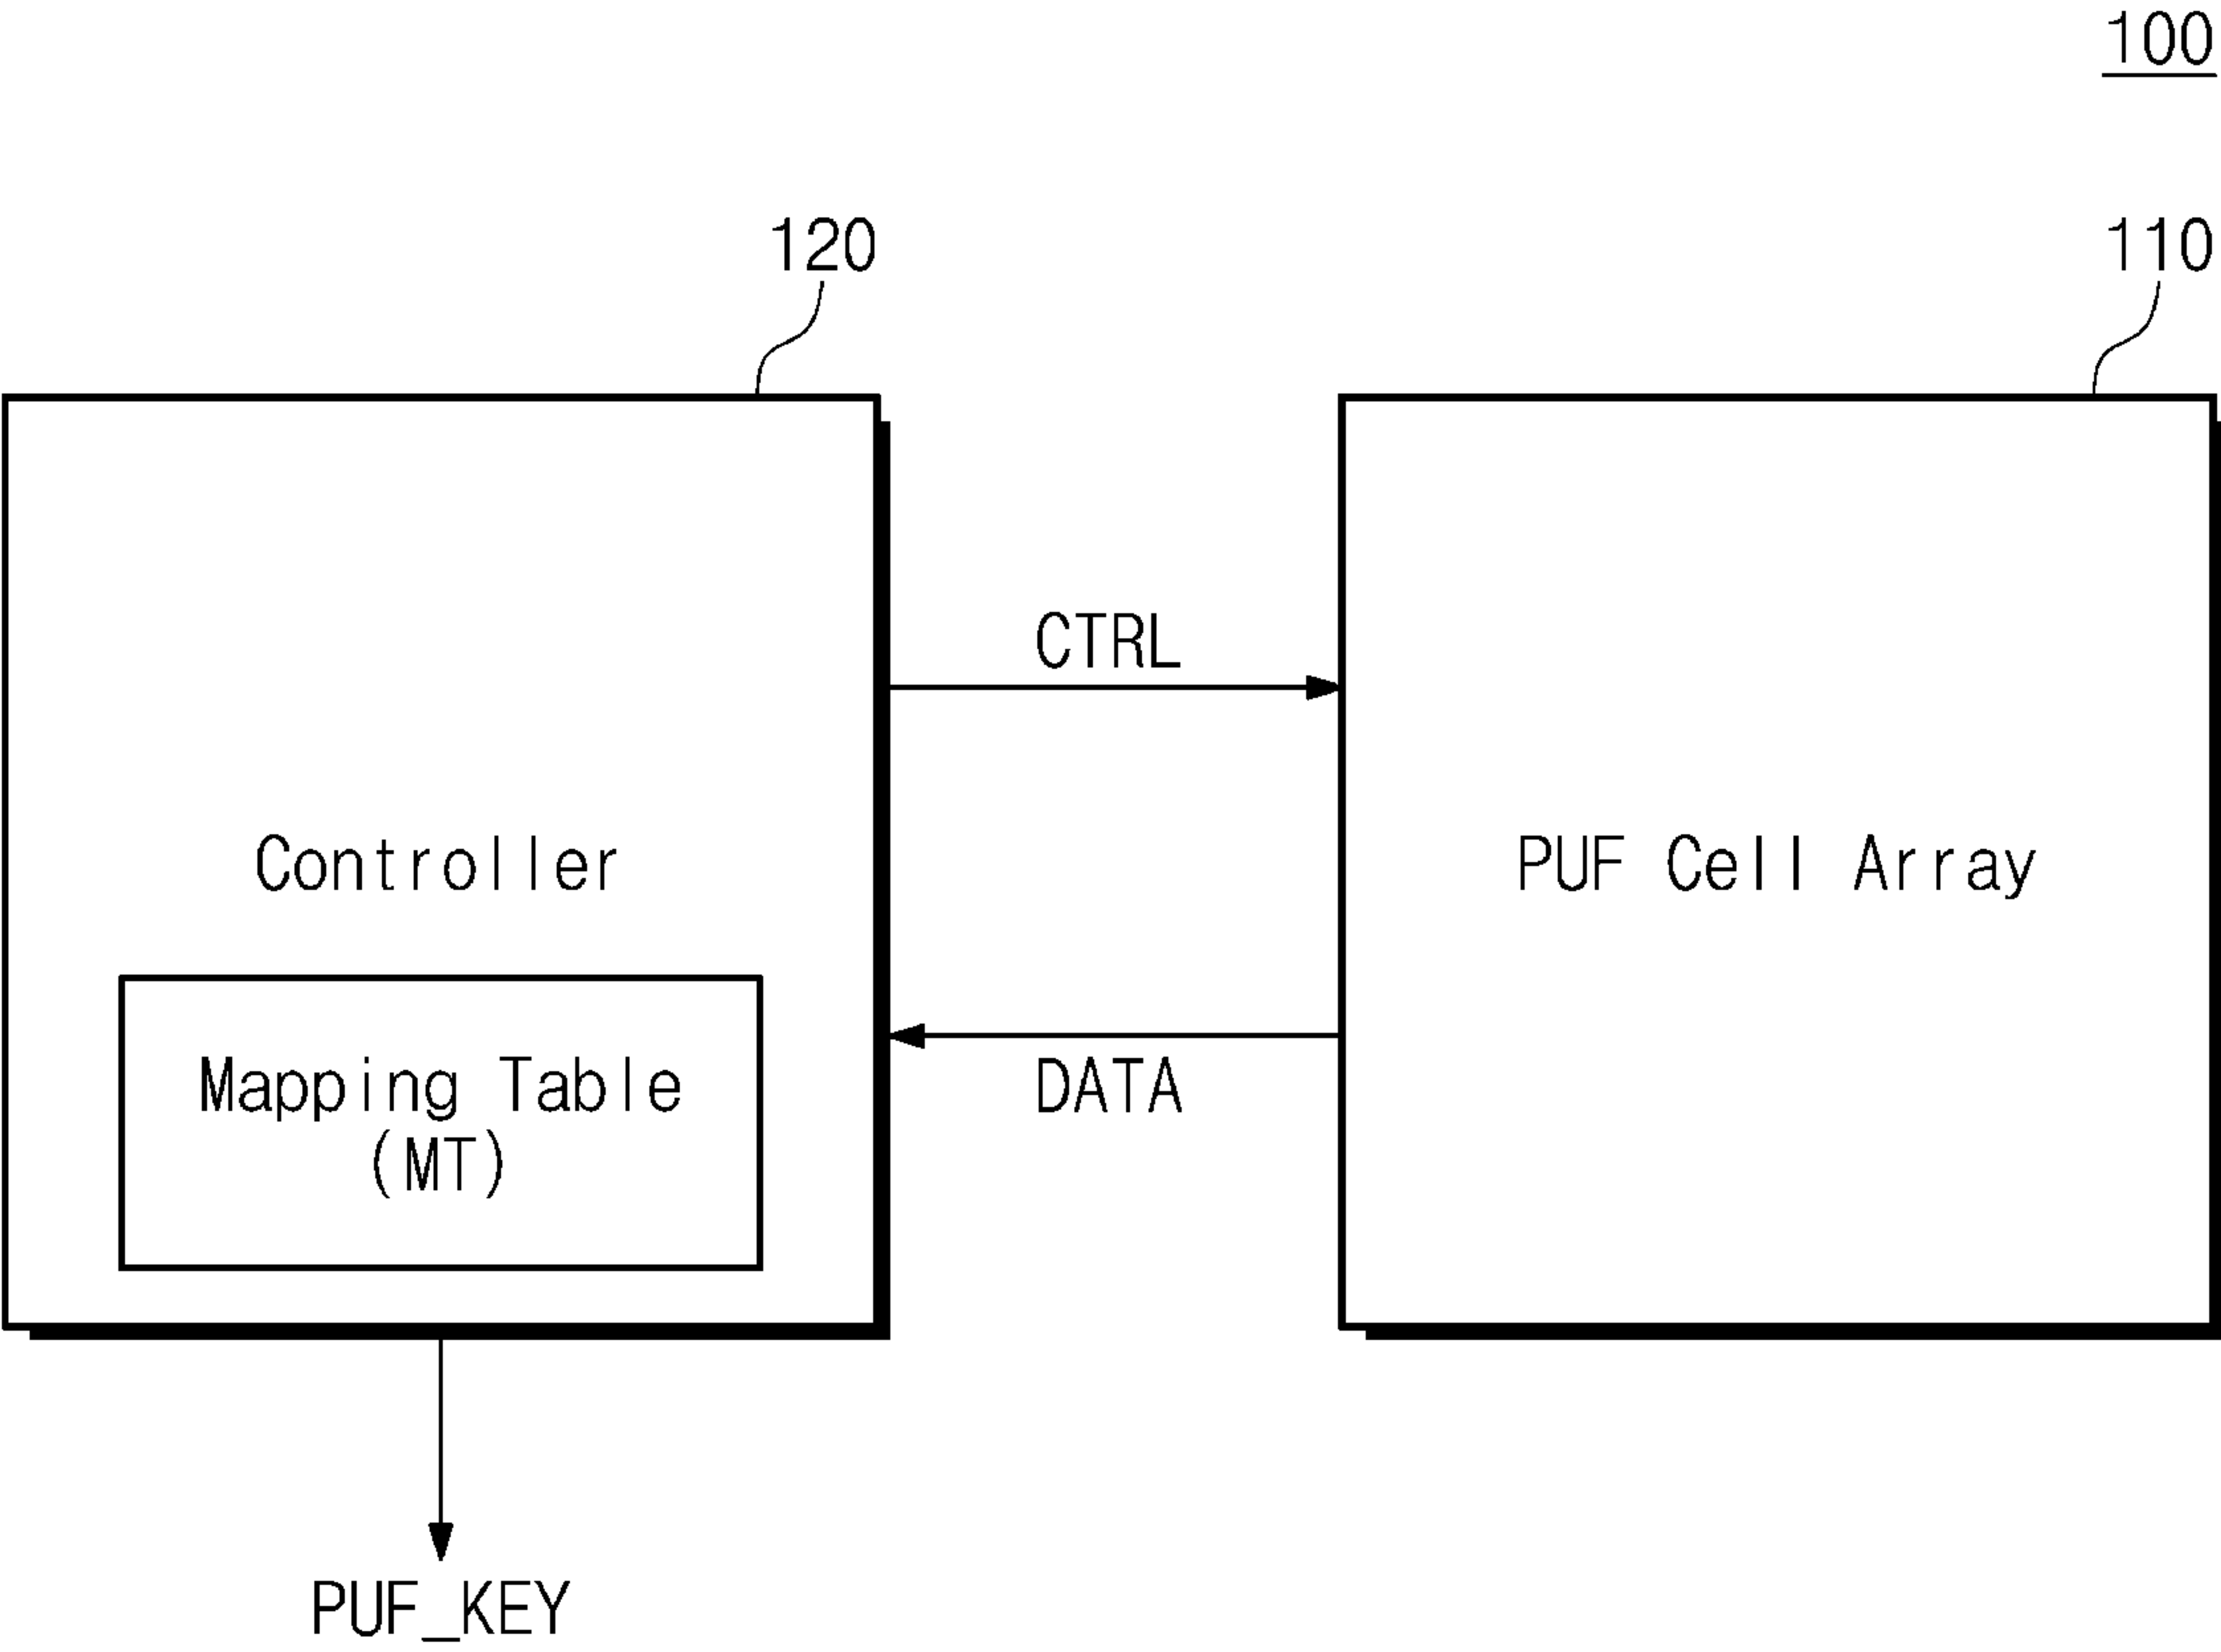 100
120
110
CTRL
Controller
PUF Cell Array
Mapping Table
(MT)
DATA
PUF_KEY